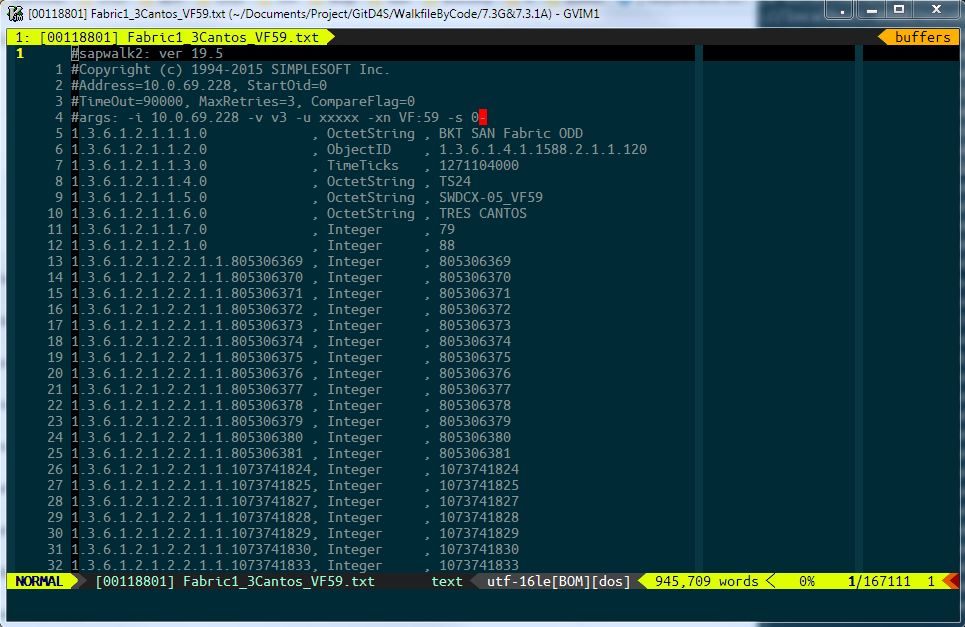 [00118801] Fabric1_3Cantos_VF59.txt (~/Documents/Project/GitD4S/WalkfileByCode/7.3G&7.3.1A) - GVIM1
1: [00118801] Fabric1_3Cantos_VF59.txt buffers
1 #sapwalk2: ver 19.5
1 #Copyright (c) 1994-2015 SIMPLESOFT Inc.
2 #Address=10.0.69.228, StartOid=0
3 #TimeOut=90000, MaxRetries=3, CompareFlag=0
4 #args: -i 10.0.69.228 -v v3 -u xxxxx -xn VF:59 -s 0-
5 1.3.6.1.2.1.1.1.0 , OctetString , BKT SAN Fabric ODD
6 1.3.6.1.2.1.1.2.0 , ObjectID , 1.3.6.1.4.1.1588.2.1.1.120
7 1.3.6.1.2.1.1.3.0 , TimeTicks , 1271104000
8 1.3.6.1.2.1.1.4.0 , OctetString , TS24
9 1.3.6.1.2.1.1.5.0 , OctetString , SWDCX-05_VF59
10 1.3.6.1.2.1.1.6.0 , OctetString , TRES CANTOS
11 1.3.6.1.2.1.1.7.0 , Integer , 79
12 1.3.6.1.2.1.2.1.0 , Integer , 88
13 1.3.6.1.2.1.2.2.1.1.805306369 , Integer , 805306369
14 1.3.6.1.2.1.2.2.1.1.805306370 , Integer , 805306370
15 1.3.6.1.2.1.2.2.1.1.805306371 , Integer , 805306371
16 1.3.6.1.2.1.2.2.1.1.805306372 , Integer , 805306372
17 1.3.6.1.2.1.2.2.1.1.805306373 , Integer , 805306373
18 1.3.6.1.2.1.2.2.1.1.805306374 , Integer , 805306374
19 1.3.6.1.2.1.2.2.1.1.805306375 , Integer , 805306375
20 1.3.6.1.2.1.2.2.1.1.805306376 , Integer , 805306376
21 1.3.6.1.2.1.2.2.1.1.805306377 , Integer , 805306377
22 1.3.6.1.2.1.2.2.1.1.805306378 , Integer , 805306378
23 1.3.6.1.2.1.2.2.1.1.805306379 , Integer , 805306379
24 1.3.6.1.2.1.2.2.1.1.805306380 , Integer , 805306380
25 1.3.6.1.2.1.2.2.1.1.805306381 , Integer , 805306381
26 1.3.6.1.2.1.2.2.1.1.1073741824, Integer , 1073741824
27 1.3.6.1.2.1.2.2.1.1.1073741825, Integer , 1073741825
28 1.3.6.1.2.1.2.2.1.1.1073741827, Integer , 1073741827
29 1.3.6.1.2.1.2.2.1.1.1073741828, Integer , 1073741828
30 1.3.6.1.2.1.2.2.1.1.1073741829, Integer , 1073741829
31 1.3.6.1.2.1.2.2.1.1.1073741830, Integer , 1073741830
32 1.3.6.1.2.1.2.2.1.1.1073741833, Integer , 1073741833
NORMAL [00118801] Fabric1_3Cantos_VF59.txt text utf-16le[BOM][dos] 945,709 words 0% 1/167111 1